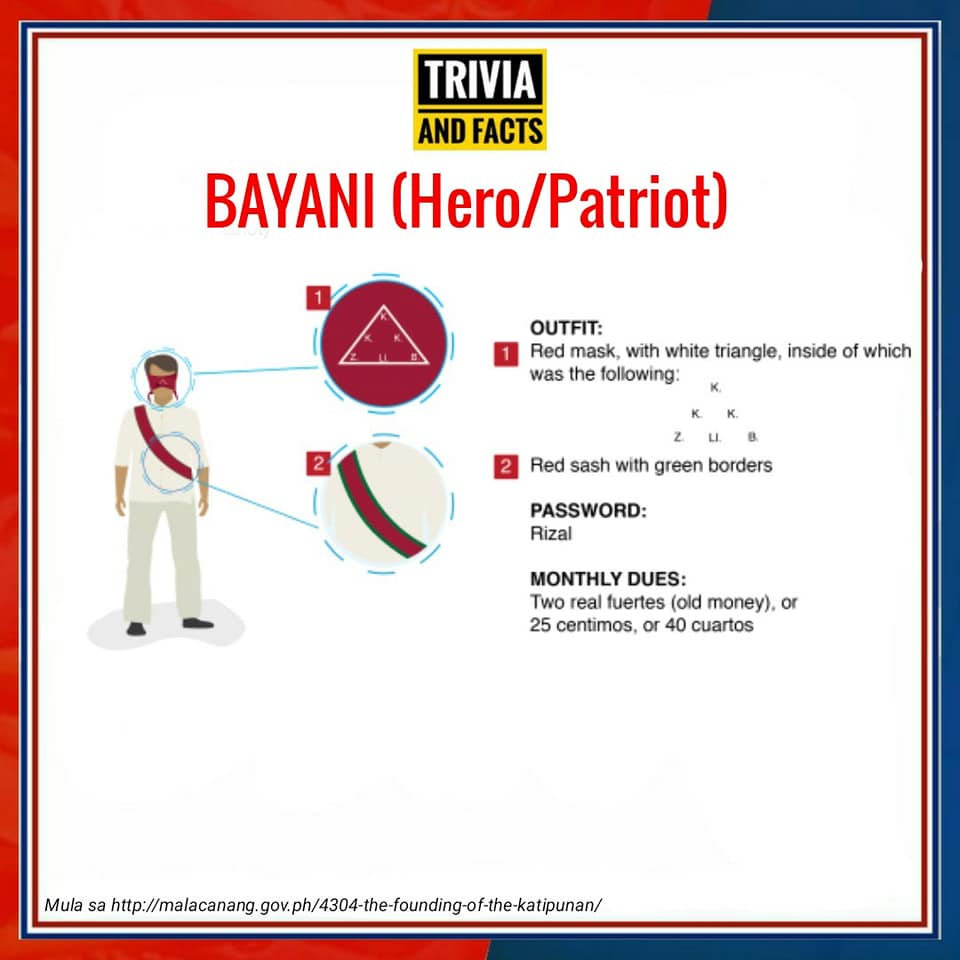 TRIVIA
AND FACTS
BAYANI (Hero/Patriot)
1
K.
K. K.
Z. LI. B.
2
OUTFIT:
1 Red mask, with white triangle, inside of which
was the following:
K.
K. K.
Z. LI. B.
2 Red sash with green borders
PASSWORD:
Rizal
MONTHLY DUES:
Two real fuertes (old money), or
25 centimos, or 40 cuartos
Mula sa http://malacanang.gov.ph/4304-the-founding-of-the-katipunan/